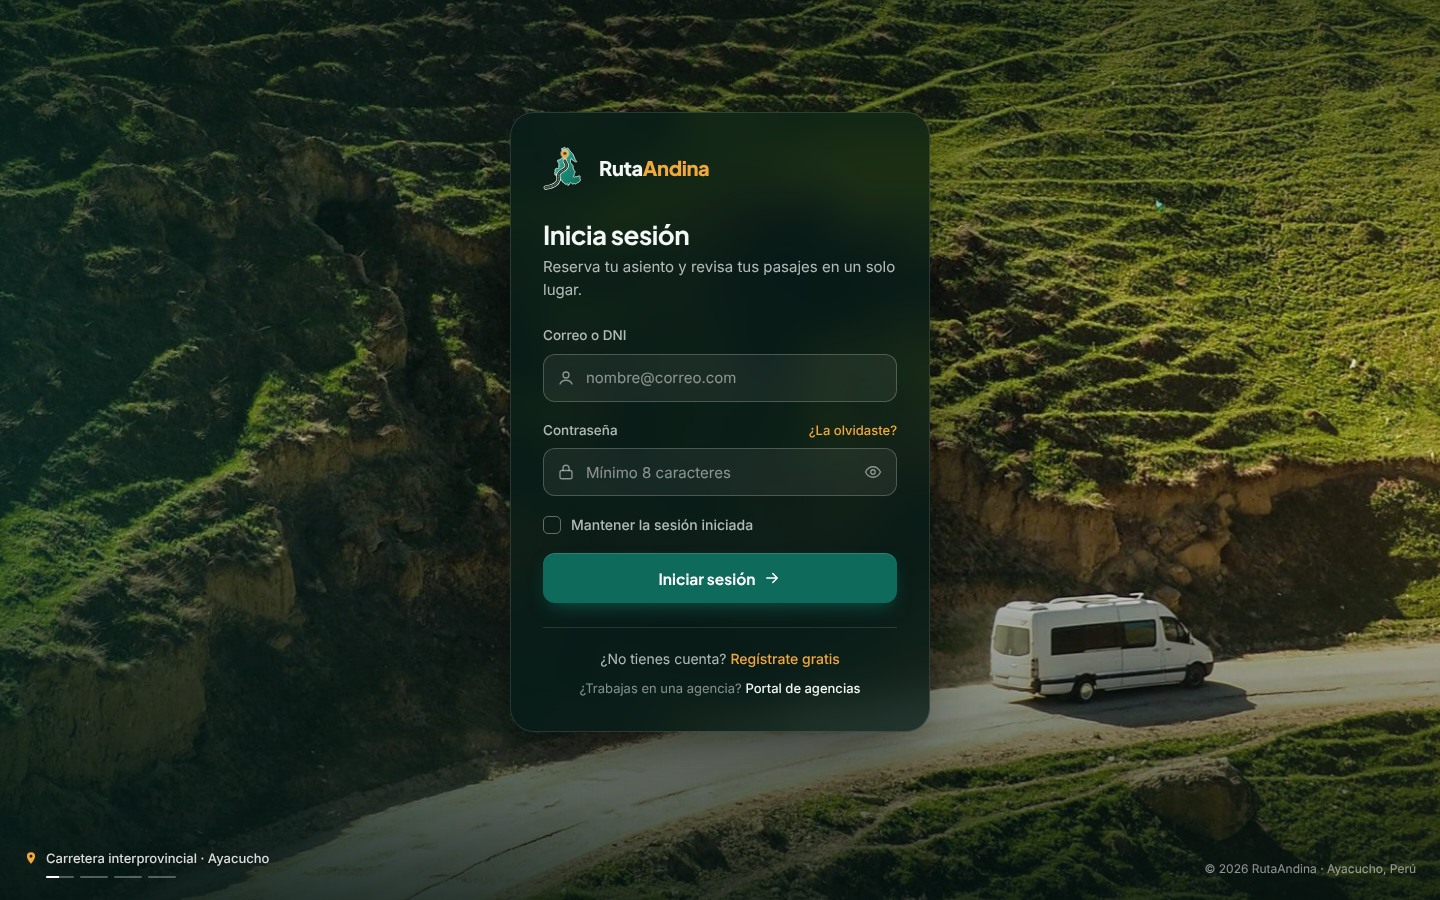 RutaAndina
Inicia sesión
Reserva tu asiento y revisa tus pasajes en un solo
lugar.
Correo o DNI
nombre@correo.com
Contraseña
¿La olvidaste?
Mínimo 8 caracteres
Mantener la sesión iniciada
Iniciar sesión →
¿No tienes cuenta? Regístrate gratis
¿Trabajas en una agencia? Portal de agencias
Carretera interprovincial · Ayacucho
© 2026 RutaAndina · Ayacucho, Perú